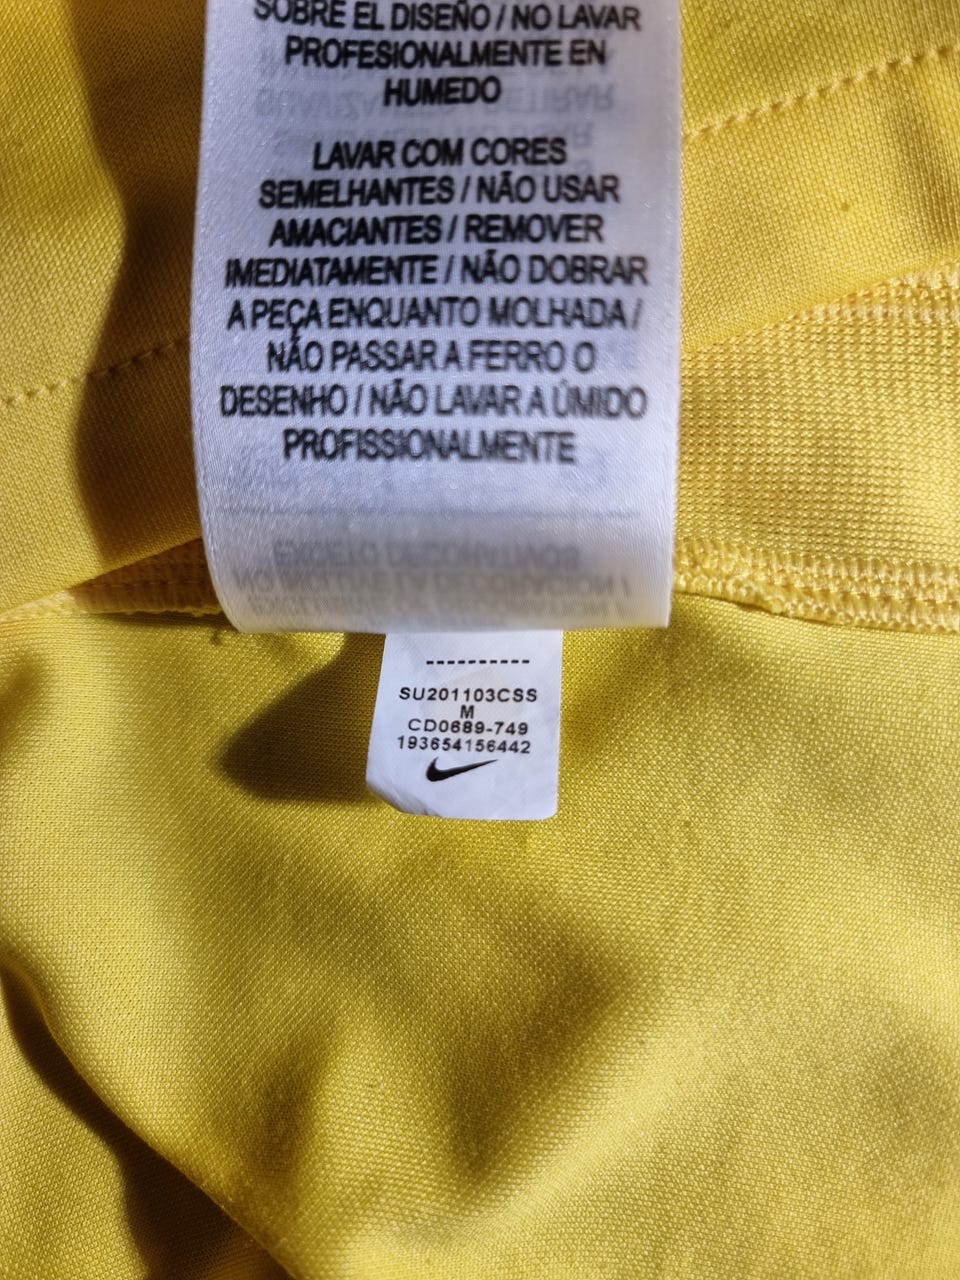 SOBRE EL DISEÑO / NO LAVAR
PROFESIONALMENTE EN
HUMEDO
LAVAR COM CORES
SEMELHANTES / NÃO USAR
AMACIANTES / REMOVER
IMEDIATAMENTE / NÃO DOBRAR
A PEÇA ENQUANTO MOLHADA /
NÃO PASSAR A FERRO O
DESENHO / NÃO LAVAR A ÚMIDO
PROFISSIONALMENTE
----------
SU201103CSS
M
CD0689-749
193654156442